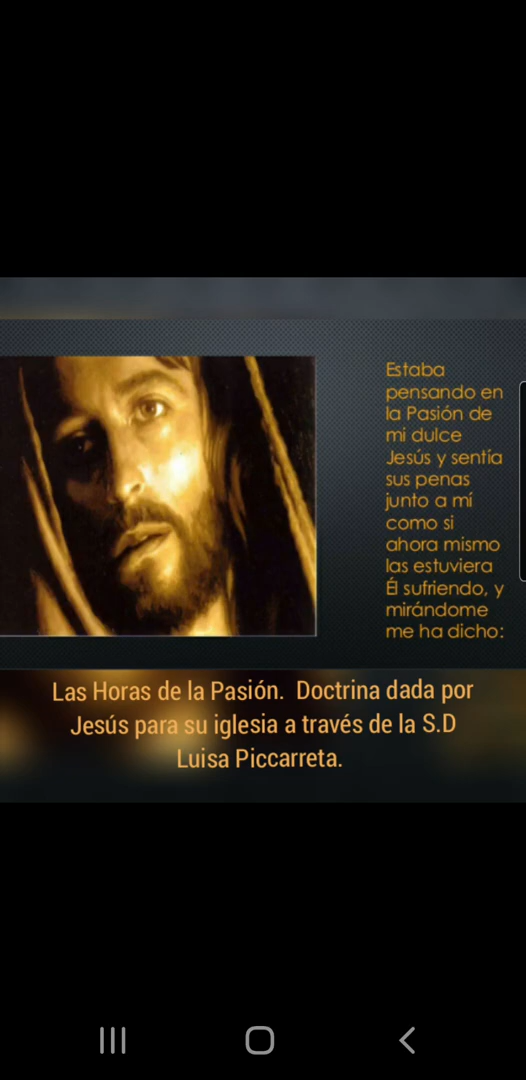 Estaba
pensando en
la Pasión de
mi dulce
Jesús y sentía
sus penas
junto a mí
como si
ahora mismo
las estuviera
Él sufriendo, y
mirándome
me ha dicho:
Las Horas de la Pasión. Doctrina dada por
Jesús para su iglesia a través de la S.D
Luisa Piccarreta.